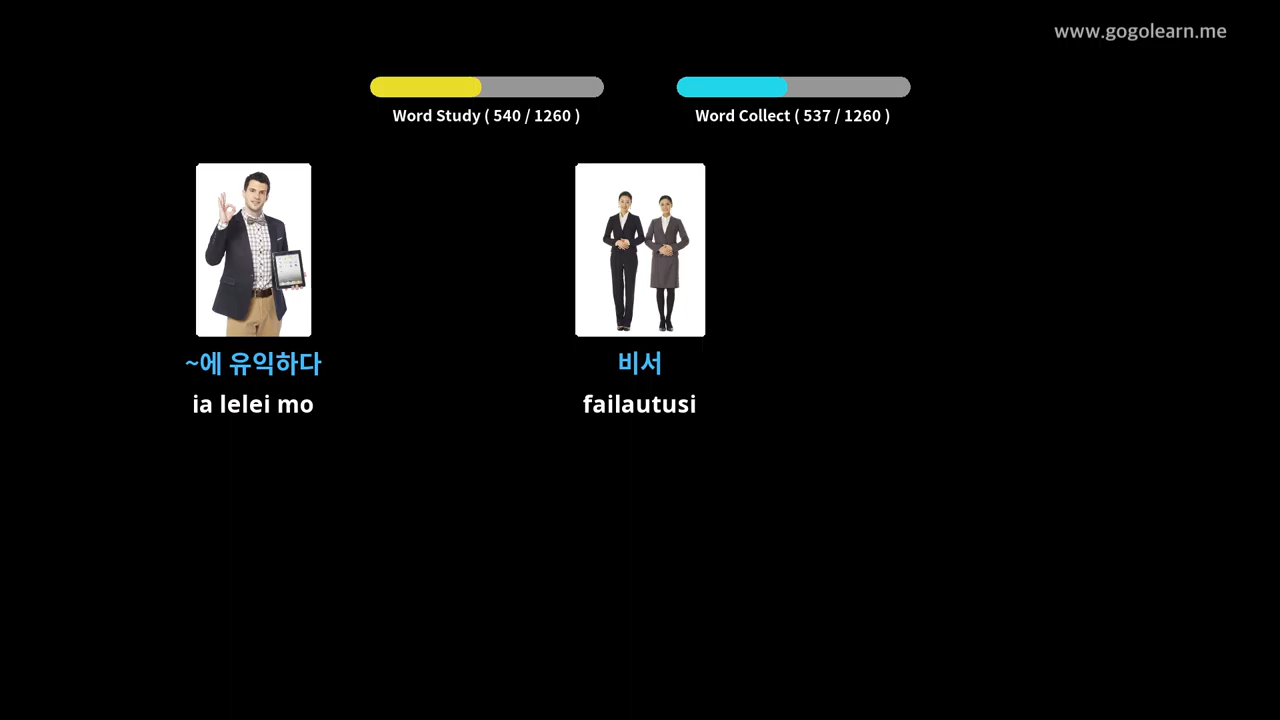 www.gogolearn.me
Word Study ( 540 / 1260 )
Word Collect ( 537 / 1260 )
~에 유익하다
ia lelei mo
비서
failautusi